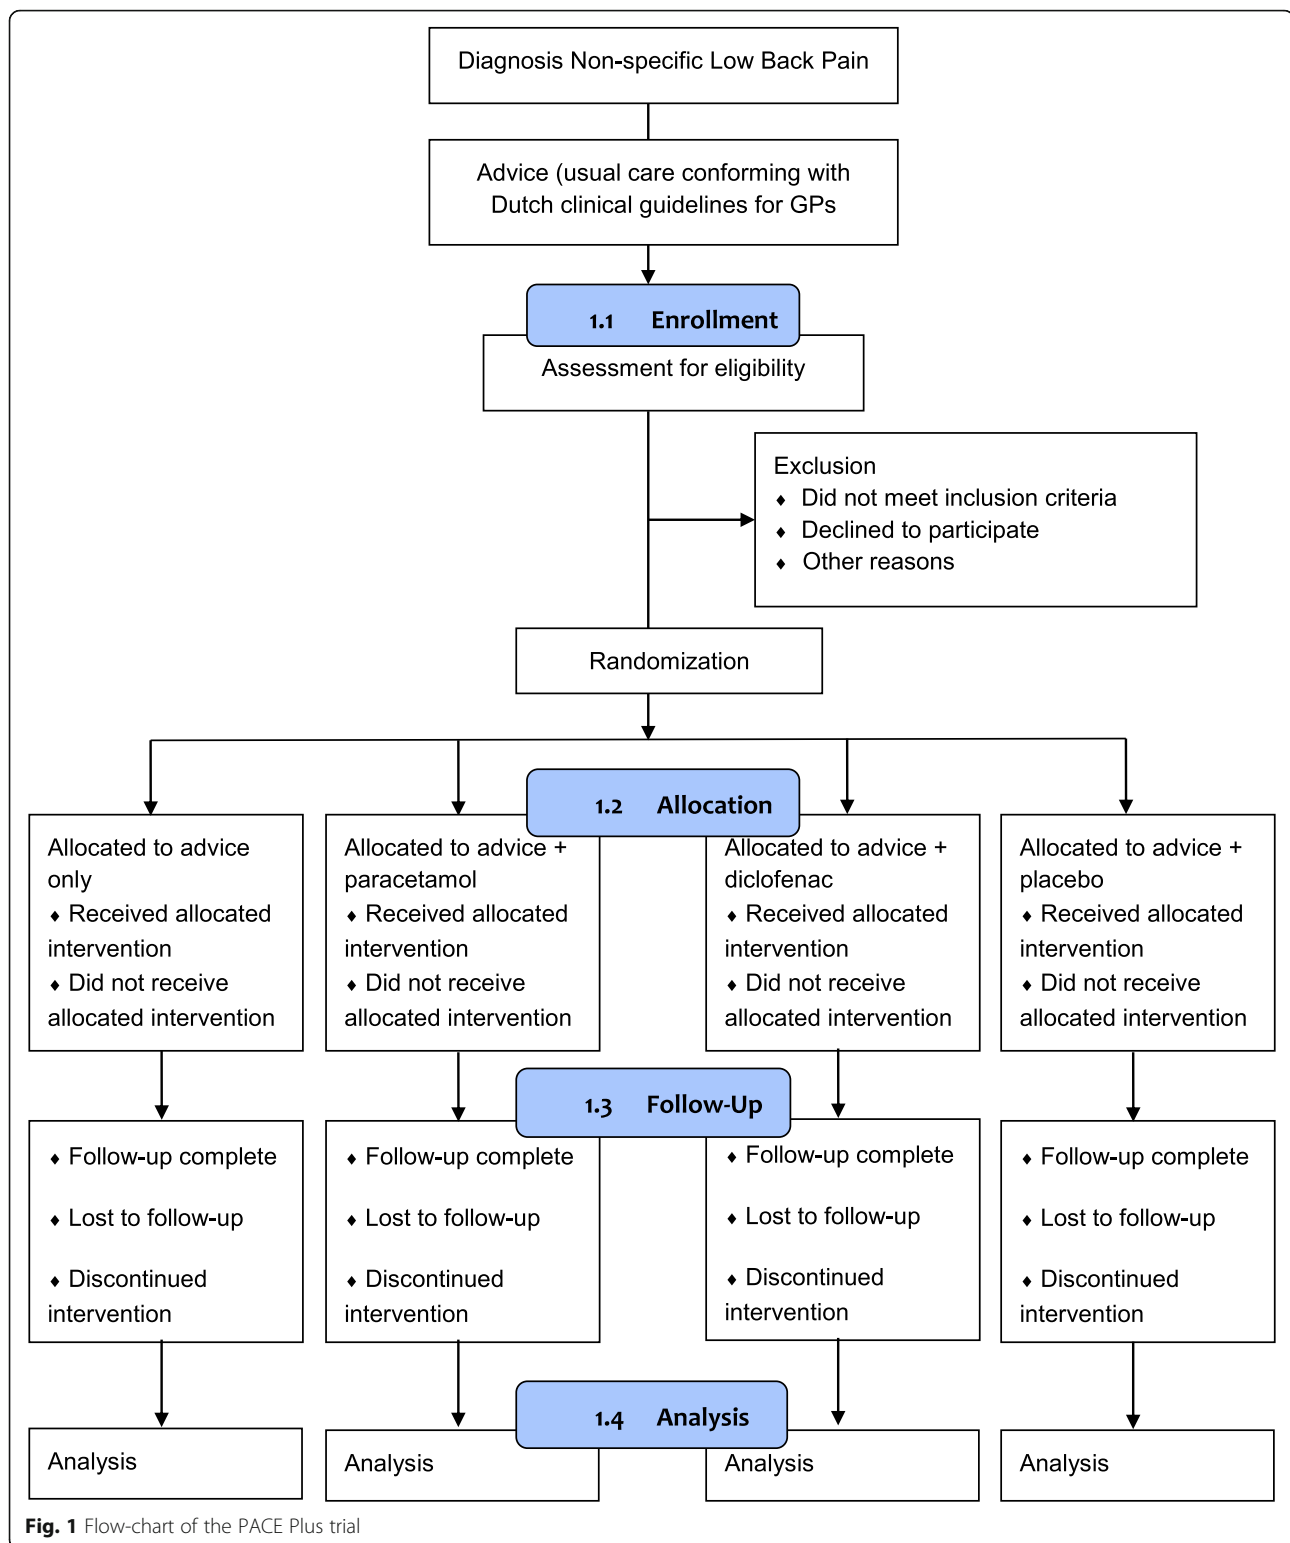 Diagnosis Non-specific Low Back Pain
Advice (usual care conforming with
Dutch clinical guidelines for GPs
1.1 Enrollment
Assessment for eligibility
Exclusion
♦ Did not meet inclusion criteria
♦ Declined to participate
♦ Other reasons
Randomization
1.2 Allocation
Allocated to advice
only
♦ Received allocated
intervention
♦ Did not receive
allocated intervention
Allocated to advice +
paracetamol
♦ Received allocated
intervention
♦ Did not receive
allocated intervention
Allocated to advice +
diclofenac
♦ Received allocated
intervention
♦ Did not receive
allocated intervention
Allocated to advice +
placebo
♦ Received allocated
intervention
♦ Did not receive
allocated intervention
1.3 Follow-Up
♦ Follow-up complete
♦ Lost to follow-up
♦ Discontinued
intervention
♦ Follow-up complete
♦ Lost to follow-up
♦ Discontinued
intervention
♦ Follow-up complete
♦ Lost to follow-up
♦ Discontinued
intervention
♦ Follow-up complete
♦ Lost to follow-up
♦ Discontinued
intervention
1.4 Analysis
Analysis
Analysis
Analysis
Analysis
Fig. 1 Flow-chart of the PACE Plus trial